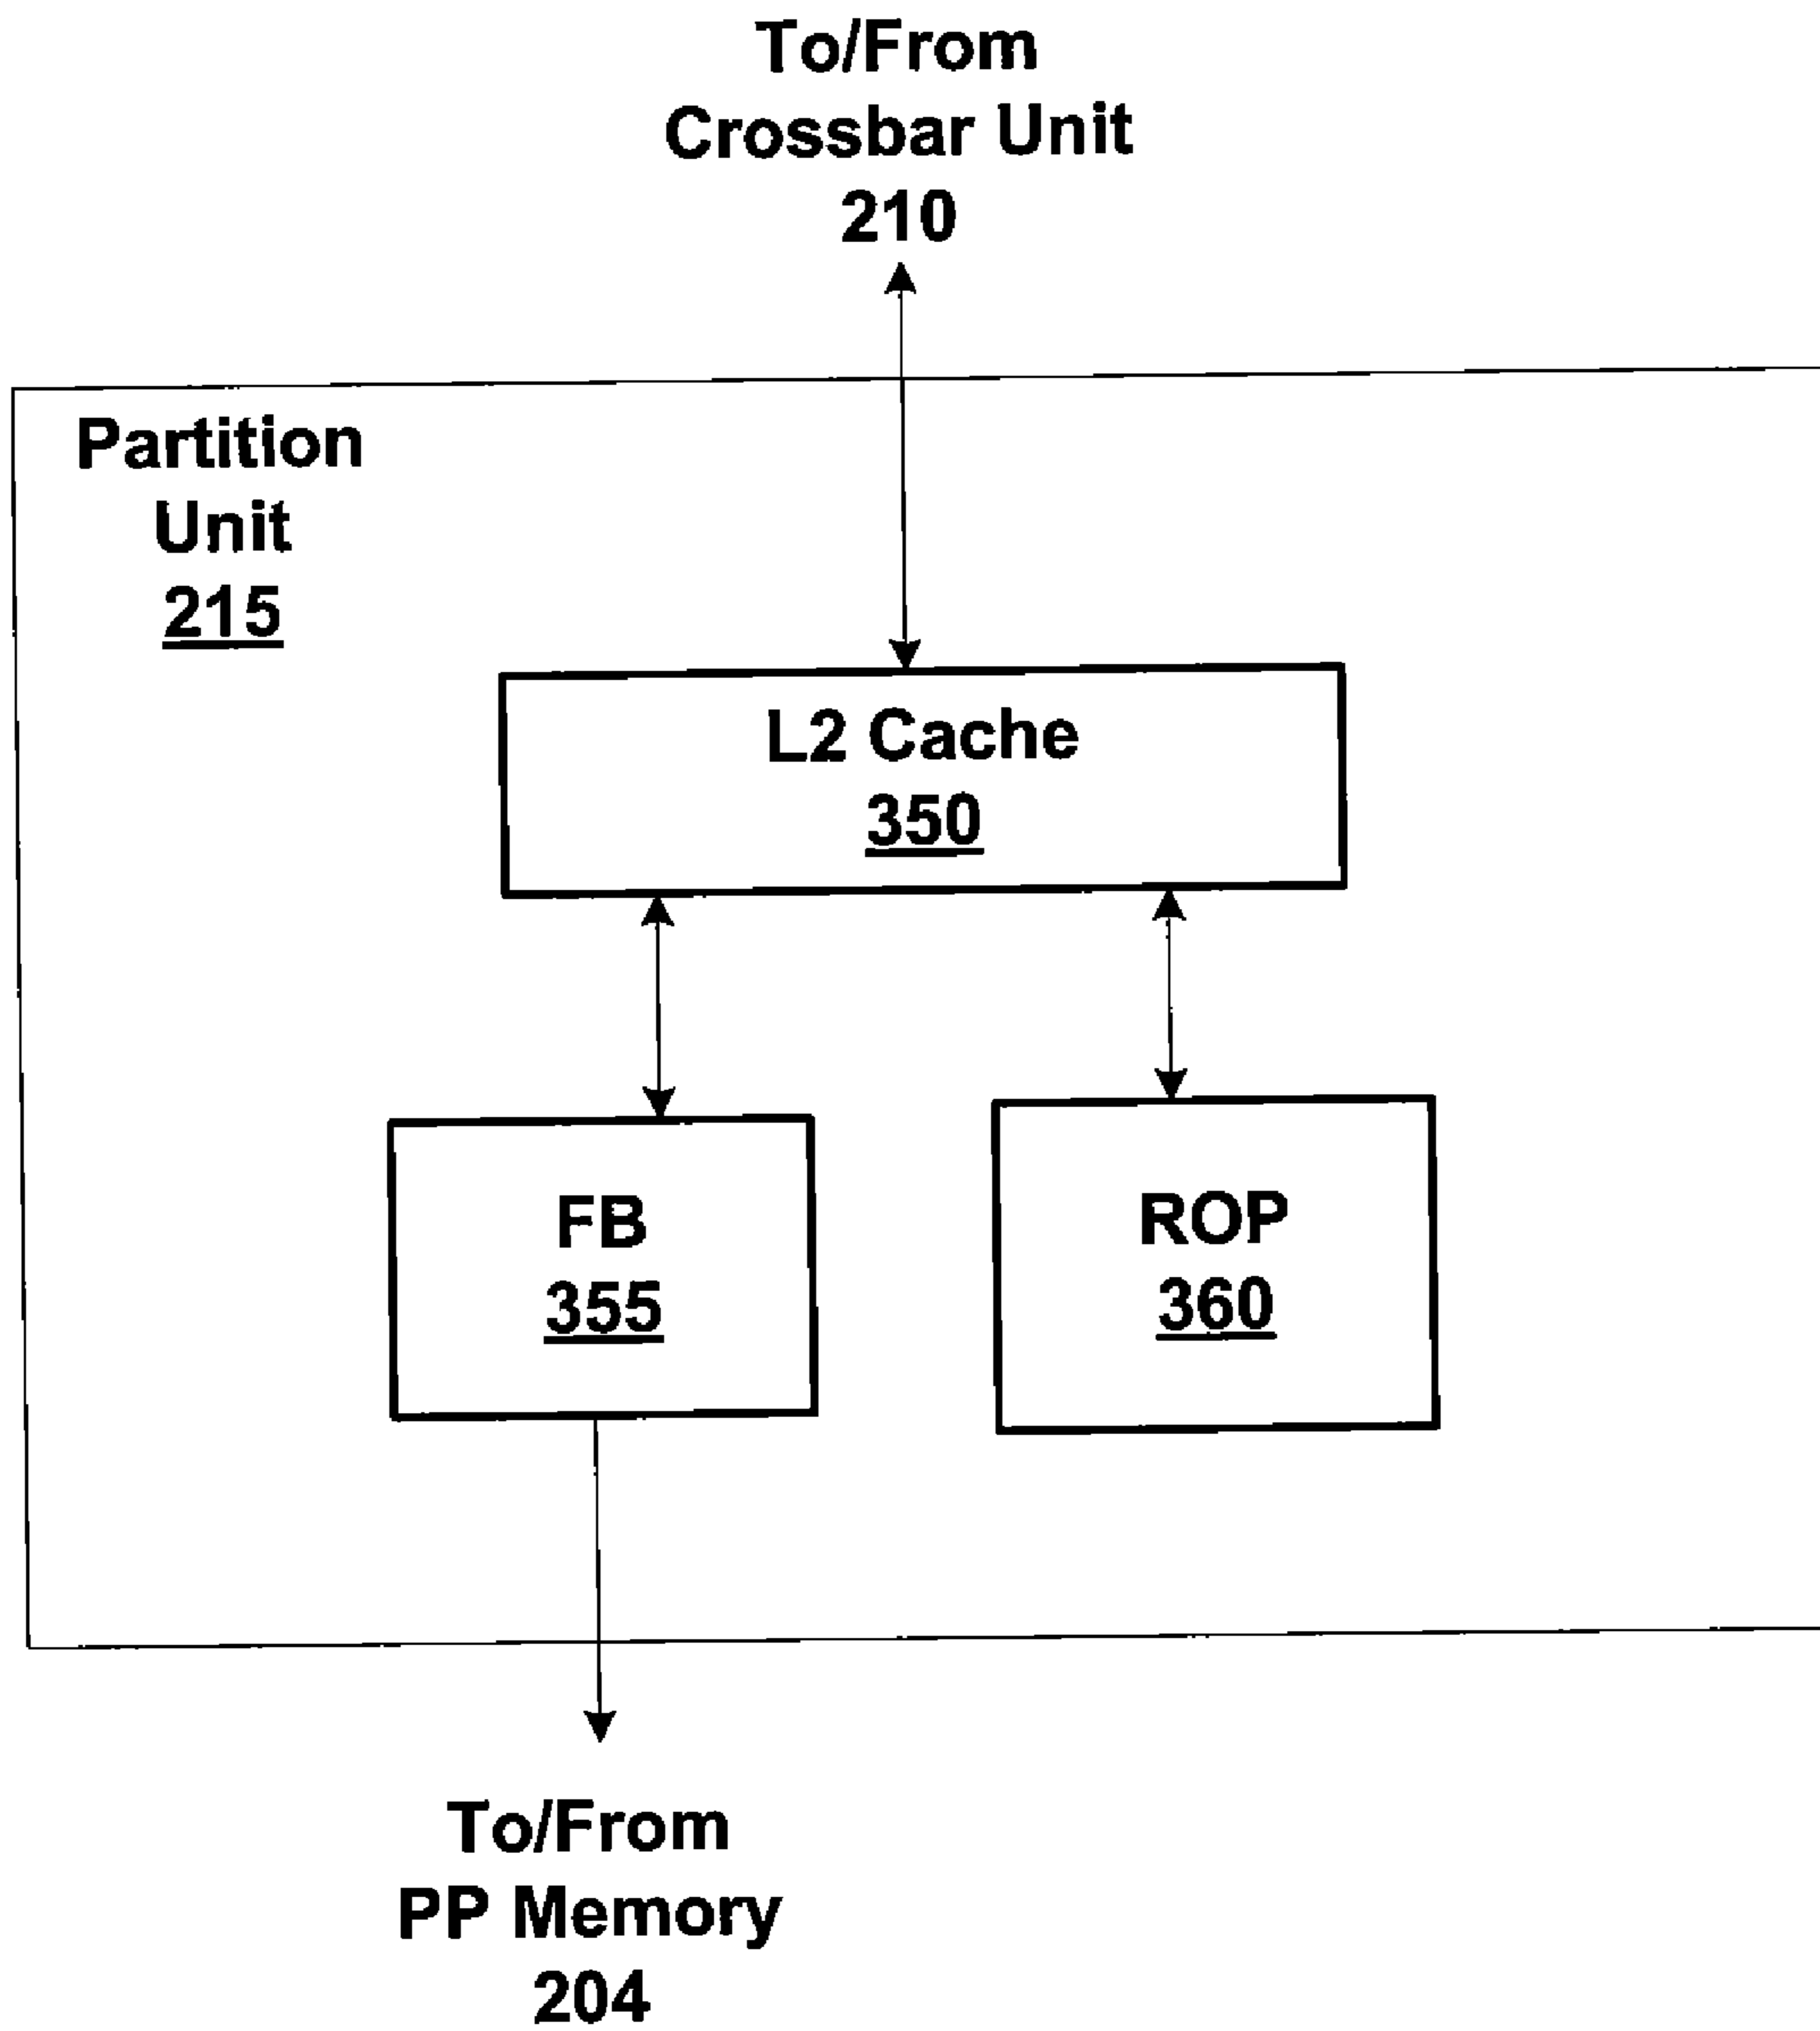 To/From
Crossbar Unit
210
Partition
Unit
215
L2 Cache
350
FB
355
ROP
360
To/From
PP Memory
204